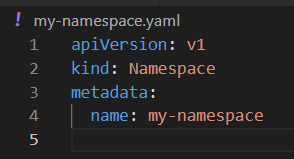 ! my-namespace.yaml
1 apiVersion: v1
2 kind: Namespace
3 metadata:
4   name: my-namespace
5